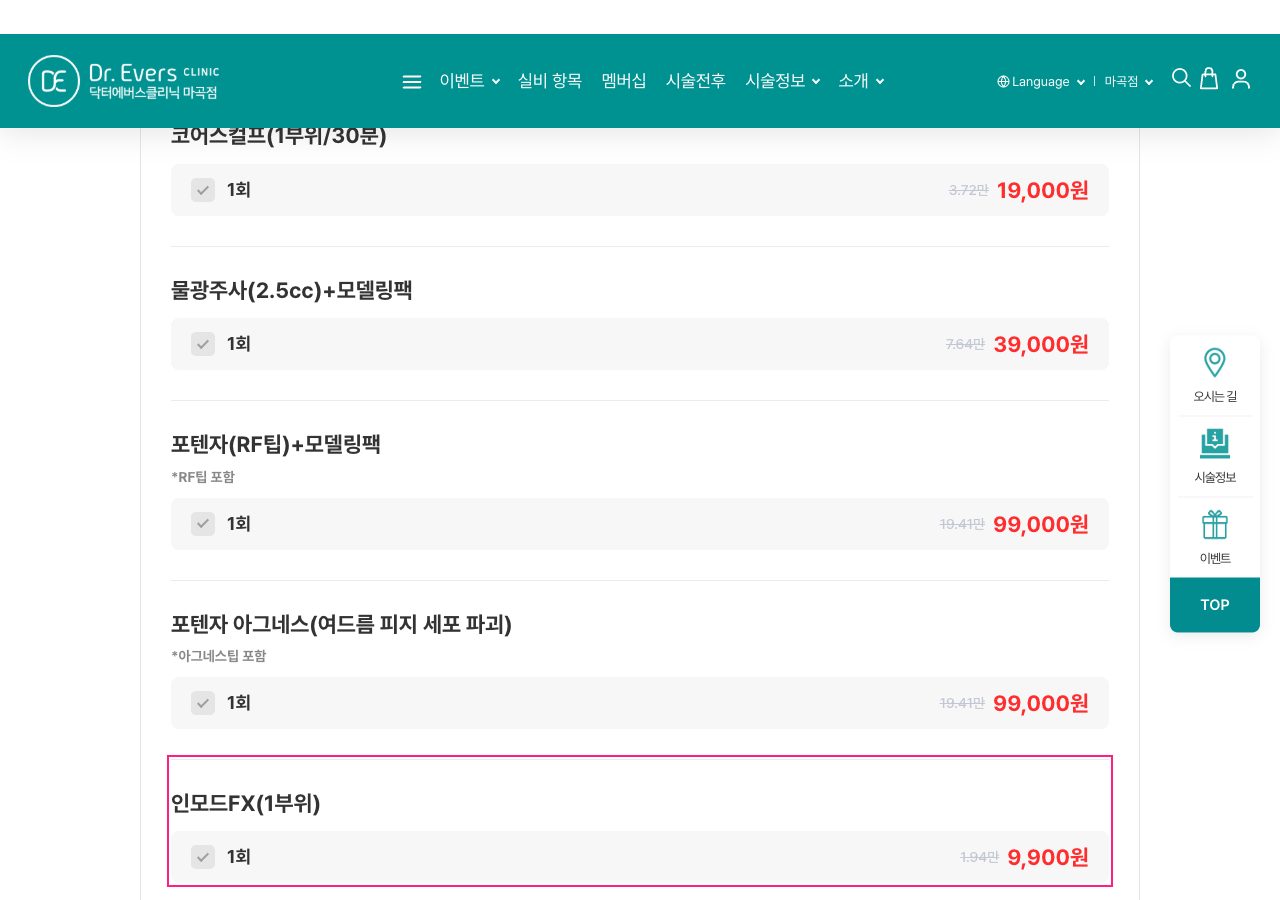 Dr. Evers CLINIC
닥터에버스클리닉 마곡점
이벤트 실비 항목 멤버십 시술전후 시술정보 소개
Language 마곡점
코어스컬프(1부위/30분)
1회 3.72만 19,000원
물광주사(2.5cc)+모델링팩
1회 7.64만 39,000원
포텐자(RF팁)+모델링팩
*RF팁 포함
1회 19.41만 99,000원
포텐자 아그네스(여드름 피지 세포 파괴)
*아그네스팁 포함
1회 19.41만 99,000원
인모드FX(1부위)
1회 1.94만 9,900원
오시는 길
시술정보
이벤트
TOP